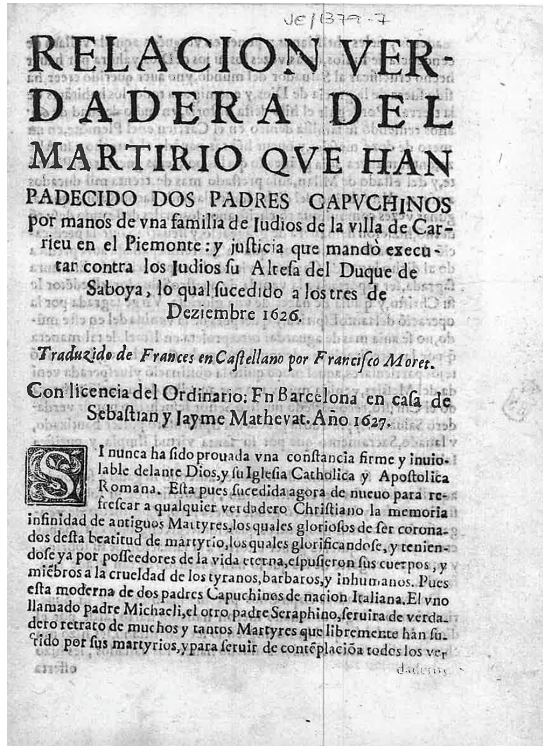 VE/1379-7
RELACION VER-
DADERA DEL
MARTIRIO QVE HAN
PADECIDO DOS PADRES CAPVCHINOS
por manos de vna familia de Iudios de la villa de Car-
rieu en el Piemonte: y justicia que mandò execu-
tar contra los Iudios su Altesa del Duque de
Saboya, lo qual sucedido a los tres de
Deziembre 1626.
Traduzido de Frances en Castellano por Francisco Moret.
Con licencia del Ordinario: En Barcelona en casa de
Sebastian y Jayme Mathevat. Año 1627.
SI nunca ha sido prouada vna constancia firme y inuio-
lable delante Dios, y su Iglesia Catholica y Apostolica
Romana. Esta pues sucedida agora de nueuo para re-
frescar a qualquier verdadero Christiano la memoria
infinidad de antiguos Martyres, los quales gloriosos de ser corona-
dos desta beatitud de martyrio, los quales glorificandose, y tenien-
dose ya por posseedores de la vida eterna, espusieron sus cuerpos, y
miẽbros a la crueldad de los tyranos, barbaros, y inhumanos. Pues
esta moderna de dos padres Capuchinos de nacion Italiana. El vno
llamado padre Michaeli, el otro padre Seraphino, seruira de verda-
dero retrato de muchos y tantos Martyres que libremente han su-
frido por sus martyrios, y para seruir de contẽplacióa todos los ver
daderos